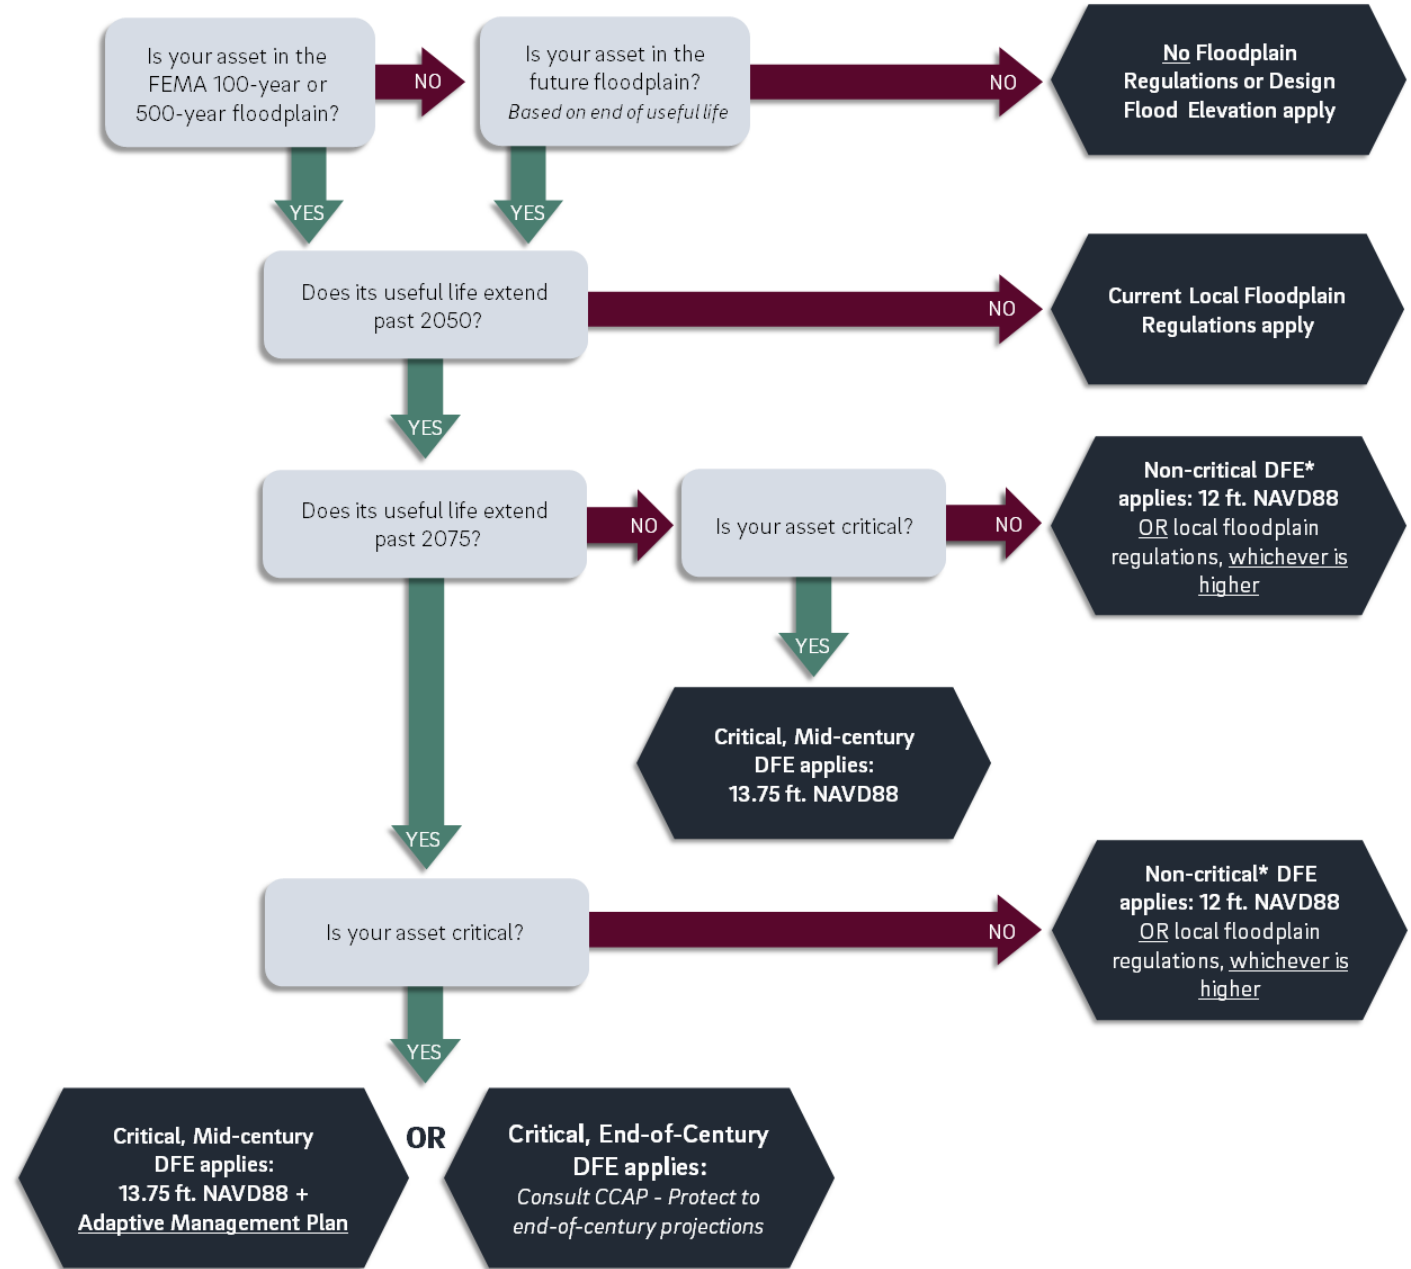 Is your asset in the
FEMA 100-year or
500-year floodplain?
NO
Is your asset in the
future floodplain?
Based on end of useful life
NO
No Floodplain
Regulations or Design
Flood Elevation apply
YES
YES
Does its useful life extend
past 2050?
NO
Current Local Floodplain
Regulations apply
YES
Does its useful life extend
past 2075?
NO
Is your asset critical?
NO
Non-critical DFE*
applies: 12 ft. NAVD88
OR local floodplain
regulations, whichever is
higher
YES
Critical, Mid-century
DFE applies:
13.75 ft. NAVD88
YES
Is your asset critical?
NO
Non-critical* DFE
applies: 12 ft. NAVD88
OR local floodplain
regulations, whichever is
higher
YES
Critical, Mid-century
DFE applies:
13.75 ft. NAVD88 +
Adaptive Management Plan
OR
Critical, End-of-Century
DFE applies:
Consult CCAP - Protect to
end-of-century projections